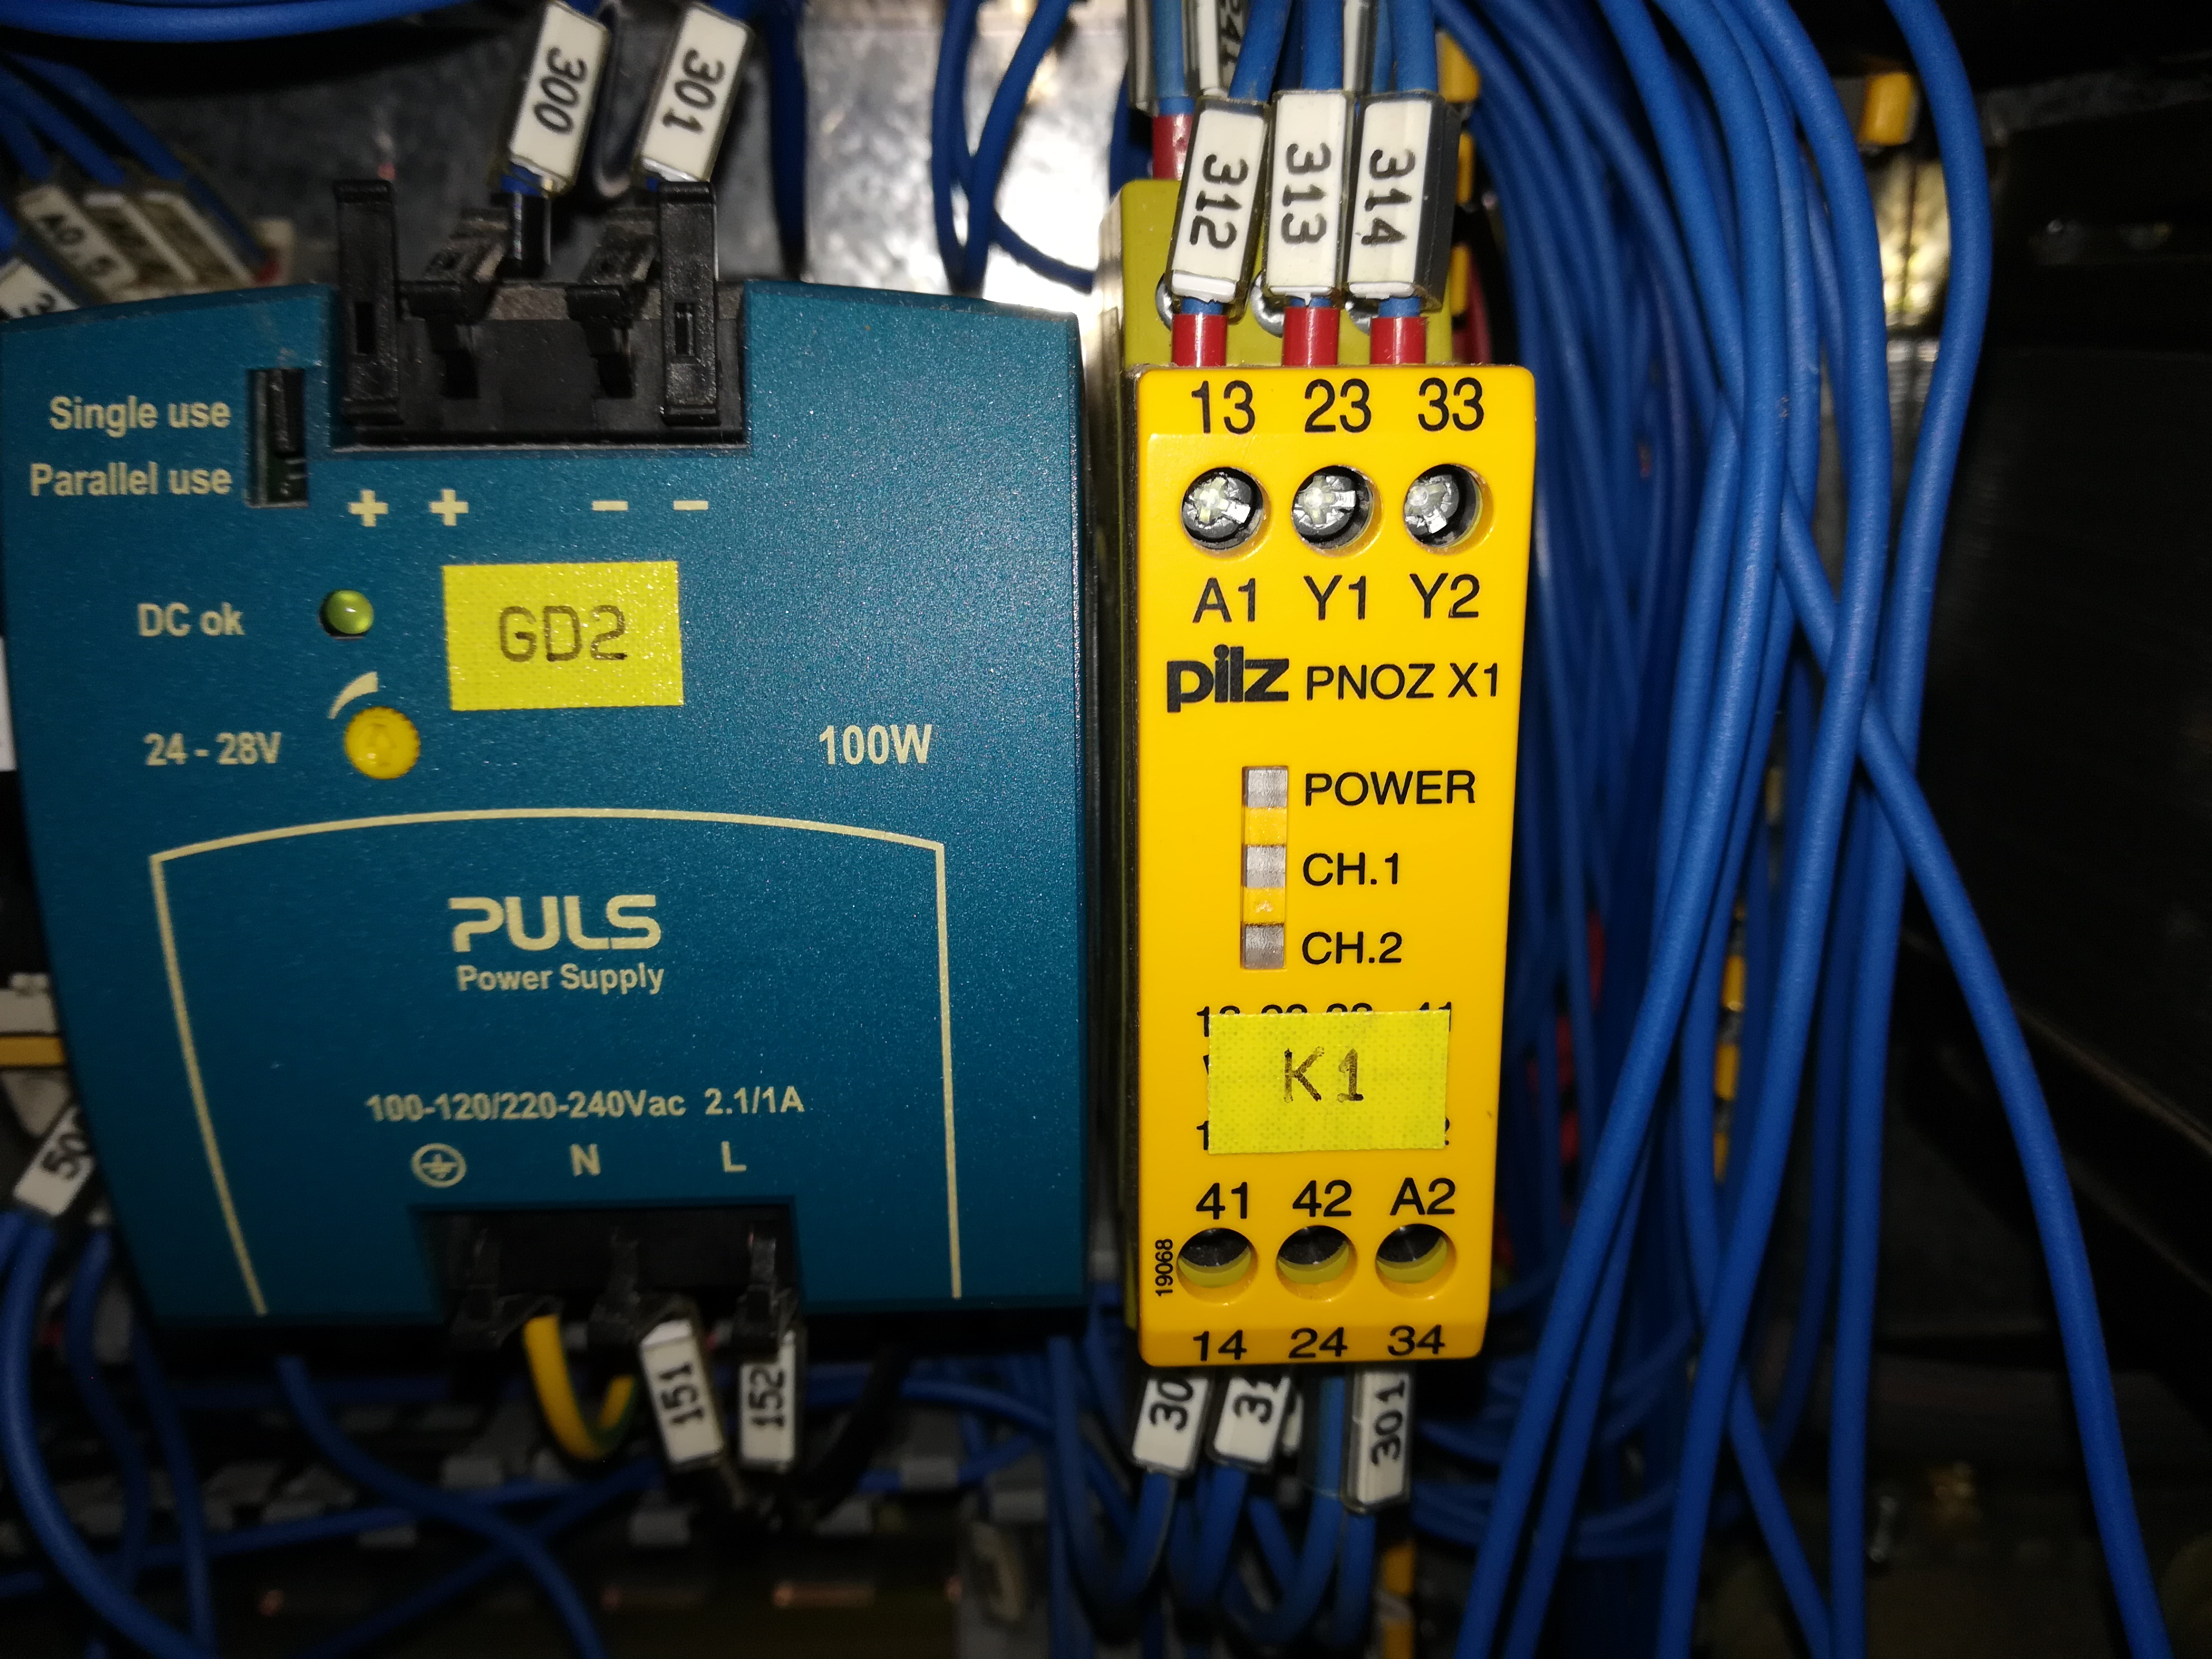 300
301
312
313
314
A0.
Single use
Parallel use
+ + − −
DC ok
GD2
24 - 28V
100W
PULS
Power Supply
100-120/220-240Vac 2.1/1A
N L
151
152
13 23 33
A1 Y1 Y2
pilz PNOZ X1
POWER
CH.1
CH.2
K1
41 42 A2
19068
14 24 34
301